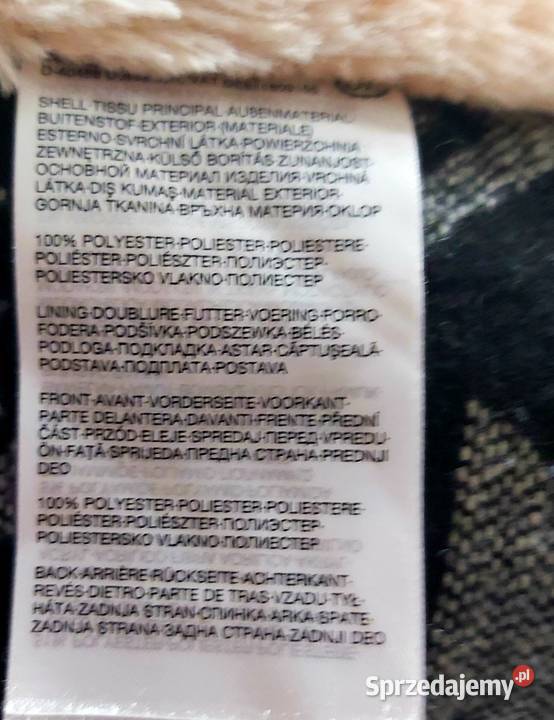 SHELL·TISSU PRINCIPAL·AUßENMATERIAL·
BUITENSTOF·EXTERIOR·(MATERIALE)
ESTERNO·SVRCHNÍ LÁTKA·POWIERZCHNIA
ZEWNĘTRZNA·KÜLSŐ BORÍTÁS·ZUNANJOST·
ОСНОВНОЙ МАТЕРИАЛ ИЗДЕЛИЯ·VRCHNÁ
LÁTKA·DIŞ KUMAŞ·MATERIAL EXTERIOR·
GORNJA TKANINA·ВРЪХНА МАТЕРИЯ·OKLOP
100% POLYESTER·POLIESTER·POLIESTERE·
POLIÉSTER·POLIÉSZTER·ПОЛИЭСТЕР·
POLIESTERSKO VLAKNO·ПОЛИЕСТЕР
LINING·DOUBLURE·FUTTER·VOERING·FORRO·
FODERA·PODŠÍVKA·PODSZEWKA·BÉLÉS·
PODLOGA·ПОДКЛАДКА·ASTAR·CĂPTUŞEALĂ·
PODSTAVA·ПОДПЛАТА·POSTAVA
FRONT·AVANT·VORDERSEITE·VOORKANT·
PARTE DELANTERA·DAVANTI·FRENTE·PŘEDNÍ
ČÁST·PRZÓD·ELEJE·SPREDAJ·ПЕРЕД·VPREDU·
ÖN·FAŢĂ·SPRIJEDA·ПРЕДНА СТРАНА·PREDNJI
DEO
100% POLYESTER·POLIESTER·POLIESTERE·
POLIÉSTER·POLIÉSZTER·ПОЛИЭСТЕР·
POLIESTERSKO VLAKNO·ПОЛИЕСТЕР
BACK·ARRIÈRE·RÜCKSEITE·ACHTERKANT·
REVÉS·DIETRO·PARTE DE TRAS·VZADU·TYŁ·
HÁTA·ZADNJA STRAN·СПИНКА·ARKA·SPATE·
ZADNJA STRANA·ЗАДНА СТРАНА·ZADNJI DEO
Sprzedajemy.pl